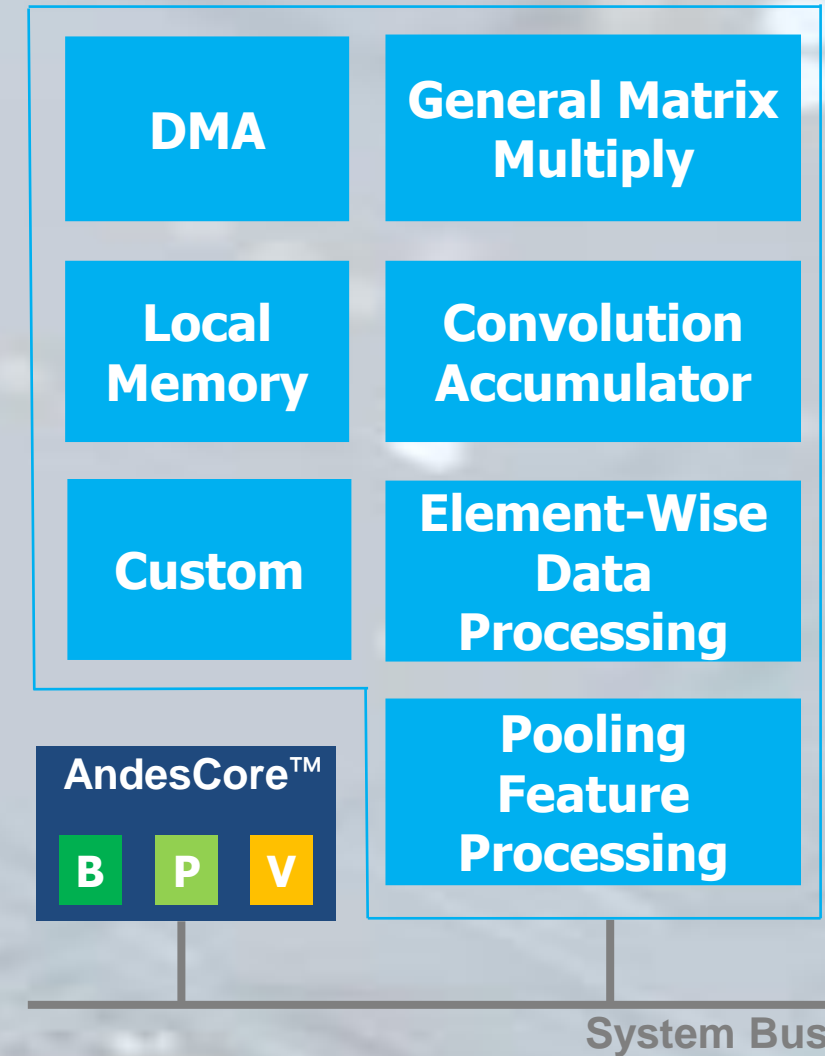 DMA
General Matrix
Multiply
Local
Memory
Convolution
Accumulator
Custom
Element-Wise
Data
Processing
Pooling
Feature
Processing
AndesCore™
B P V
System Bus